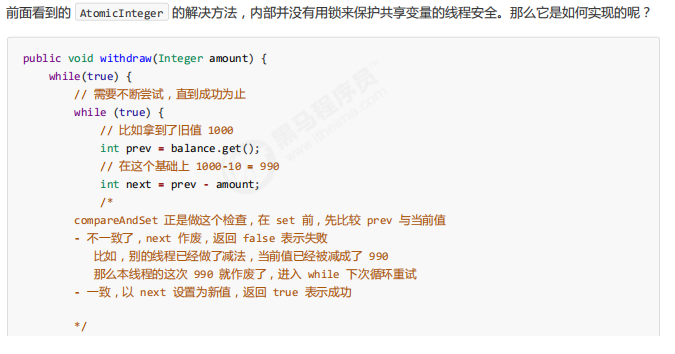 前面看到的 AtomicInteger 的解决方法，内部并没有用锁来保护共享变量的线程安全。那么它是如何实现的呢？
public void withdraw(Integer amount) {
while(true) {
// 需要不断尝试，直到成功为止
while (true) {
// 比如拿到了旧值 1000
int prev = balance.get();
// 在这个基础上 1000-10 = 990
int next = prev - amount;
/*
compareAndSet 正是做这个检查，在 set 前，先比较 prev 与当前值
- 不一致了，next 作废，返回 false 表示失败
比如，别的线程已经做了减法，当前值已经被减成了 990
那么本线程的这次 990 就作废了，进入 while 下次循环重试
- 一致，以 next 设置为新值，返回 true 表示成功
*/
黑马程序员
www.itheima.com